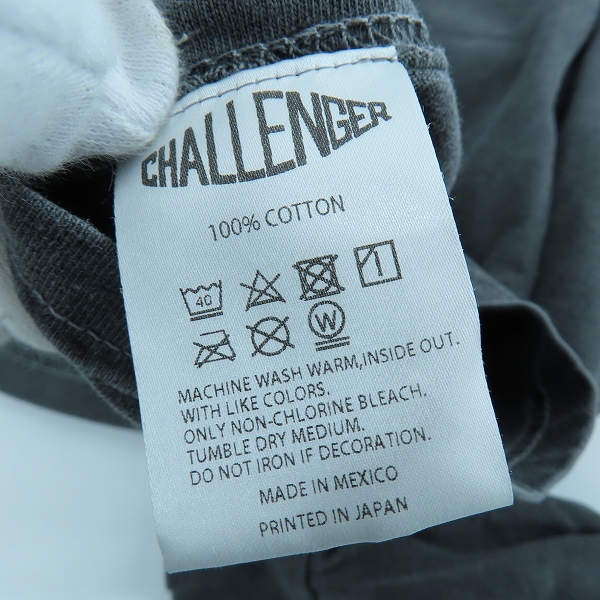 CHALLENGER
100% COTTON
40
W
MACHINE WASH WARM,INSIDE OUT.
WITH LIKE COLORS.
ONLY NON-CHLORINE BLEACH.
TUMBLE DRY MEDIUM.
DO NOT IRON IF DECORATION.
MADE IN MEXICO
PRINTED IN JAPAN